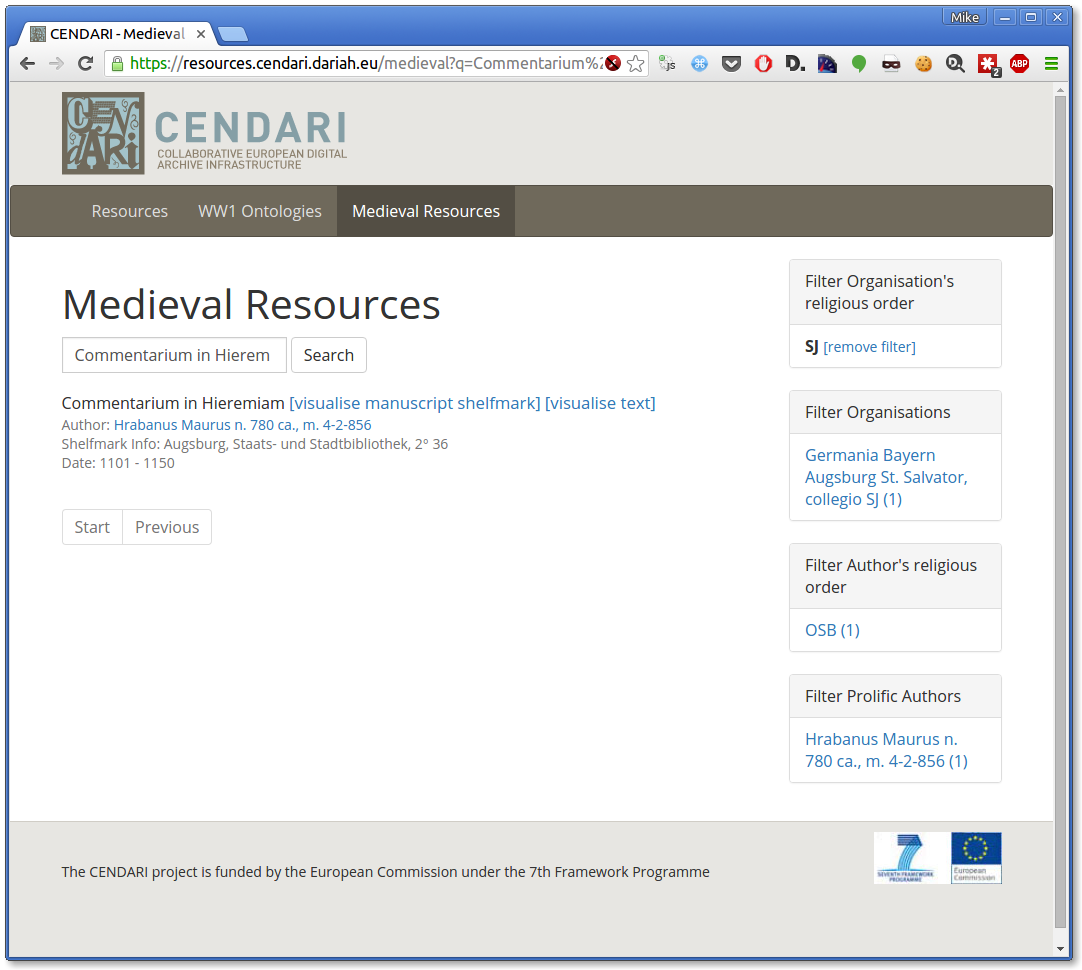 Mike
CENDARI - Medieval
https://resources.cendari.dariah.eu/medieval?q=Commentarium%2
js
D.
2
ABP
CENDARI
CENDARI
COLLABORATIVE EUROPEAN DIGITAL
ARCHIVE INFRASTRUCTURE
Resources
WW1 Ontologies
Medieval Resources
Medieval Resources
Commentarium in Hierem
Search
Commentarium in Hieremiam [visualise manuscript shelfmark] [visualise text]
Author: Hrabanus Maurus n. 780 ca., m. 4-2-856
Shelfmark Info: Augsburg, Staats- und Stadtbibliothek, 2° 36
Date: 1101 - 1150
Start
Previous
Filter Organisation's
religious order
SJ [remove filter]
Filter Organisations
Germania Bayern
Augsburg St. Salvator,
collegio SJ (1)
Filter Author's religious
order
OSB (1)
Filter Prolific Authors
Hrabanus Maurus n.
780 ca., m. 4-2-856 (1)
The CENDARI project is funded by the European Commission under the 7th Framework Programme
7
SEVENTH FRAMEWORK
PROGRAMME
European
Commission